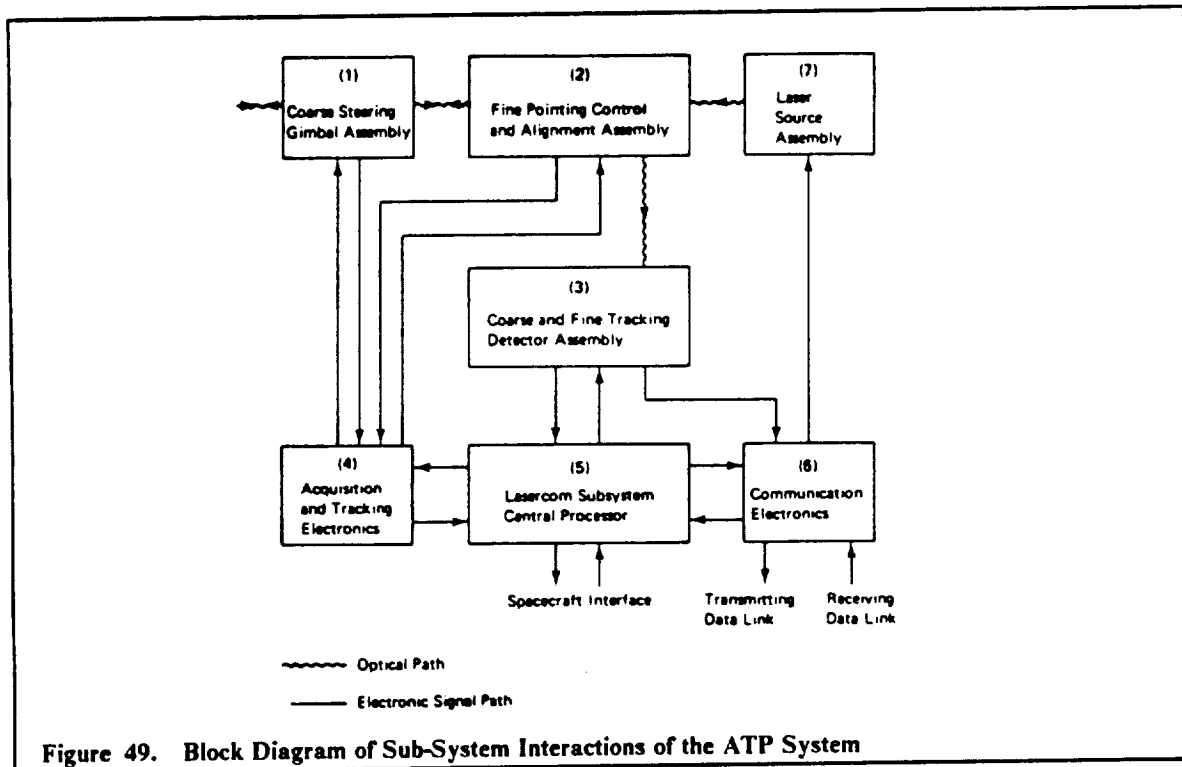 (1)
Coarse Steering
Gimbal Assembly
(2)
Fine Pointing Control
and Alignment Assembly
(7)
Laser
Source
Assembly
(3)
Coarse and Fine Tracking
Detector Assembly
(4)
Acquisition
and Tracking
Electronics
(5)
Lasercom Subsystem
Central Processor
(6)
Communication
Electronics
Spacecraft Interface
Transmitting
Data Link
Receiving
Data Link
Optical Path
Electronic Signal Path
Figure 49. Block Diagram of Sub-System Interactions of the ATP System